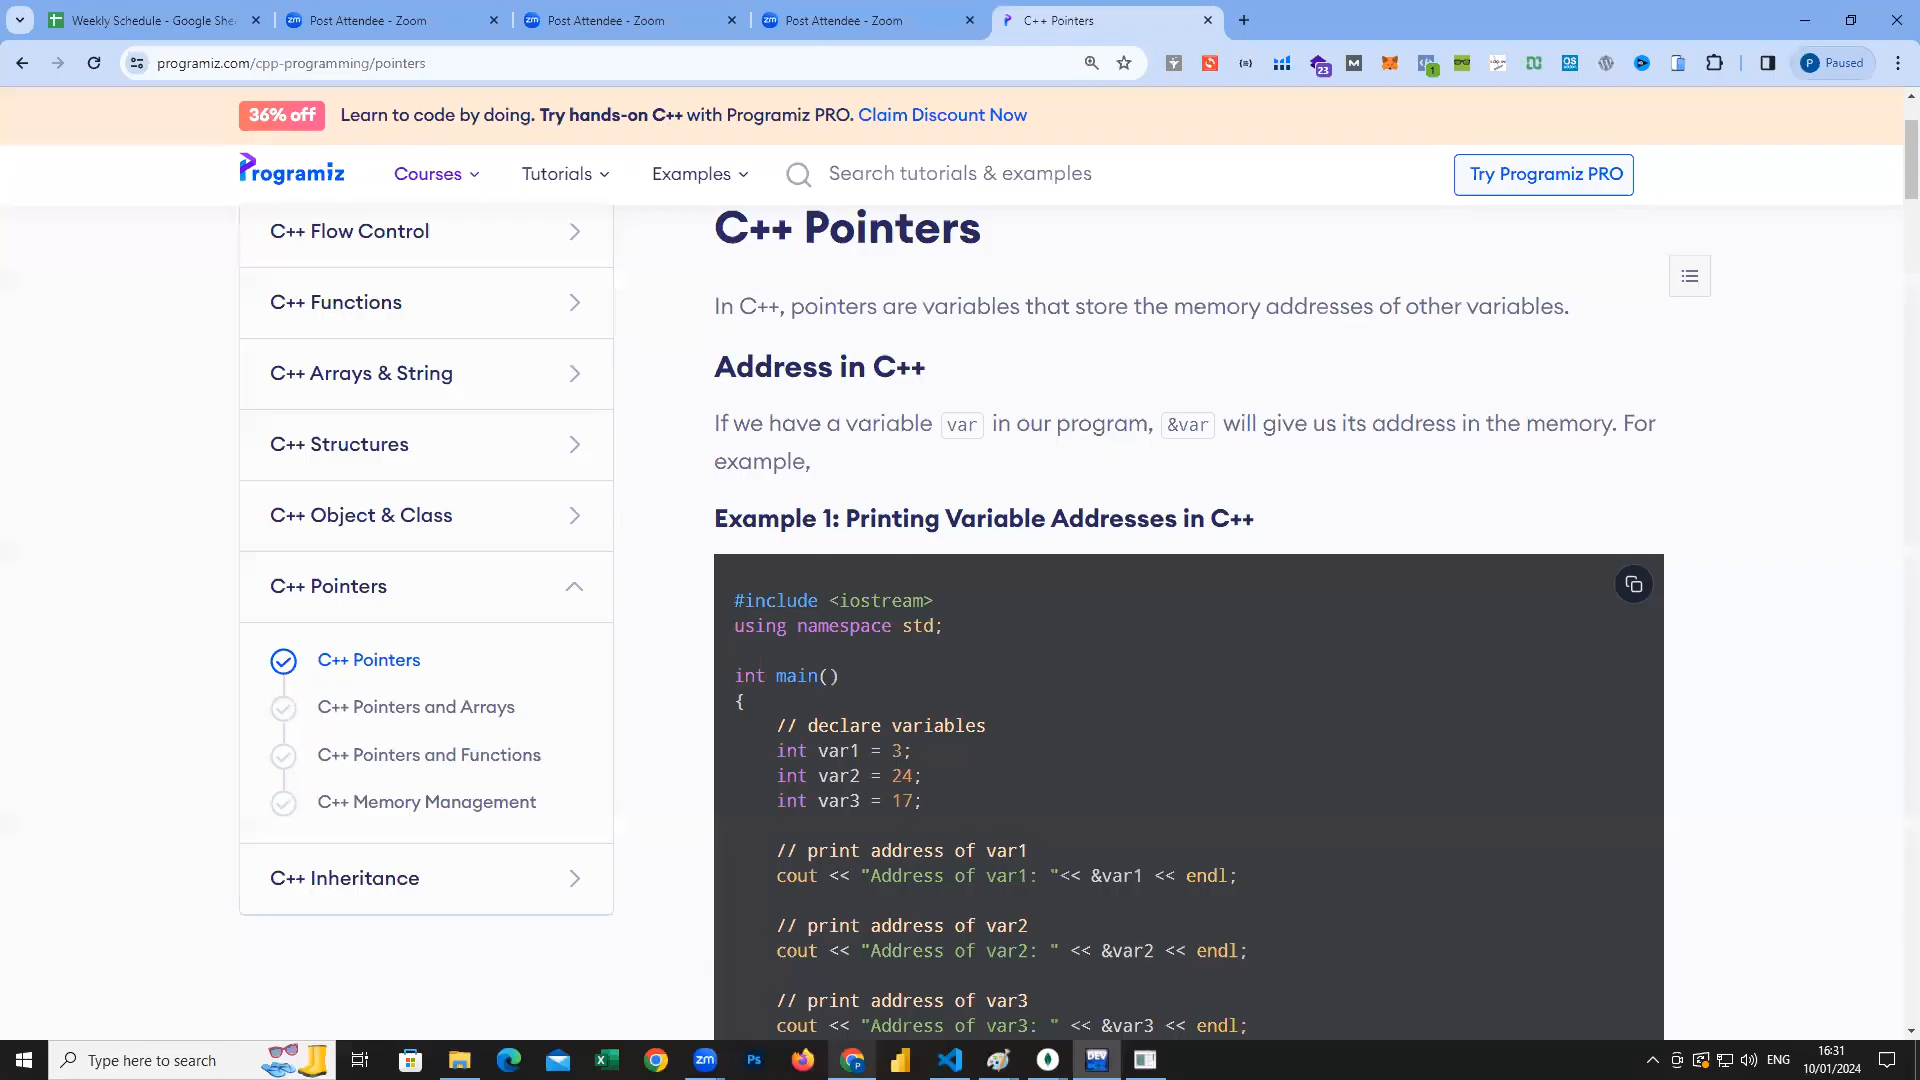 Weekly Schedule - Google She
Post Attendee - Zoom
Post Attendee - Zoom
Post Attendee - Zoom
C++ Pointers
programiz.com/cpp-programming/pointers
23
1
P Paused
36% off Learn to code by doing. Try hands-on C++ with Programiz PRO. Claim Discount Now
Programiz
Courses
Tutorials
Examples
Search tutorials & examples
Try Programiz PRO
C++ Flow Control
C++ Functions
C++ Arrays & String
C++ Structures
C++ Object & Class
C++ Pointers
C++ Pointers
C++ Pointers and Arrays
C++ Pointers and Functions
C++ Memory Management
C++ Inheritance
C++ Pointers
In C++, pointers are variables that store the memory addresses of other variables.
Address in C++
If we have a variable var in our program, &var will give us its address in the memory. For
example,
Example 1: Printing Variable Addresses in C++
#include <iostream>
using namespace std;
int main()
{
// declare variables
int var1 = 3;
int var2 = 24;
int var3 = 17;
// print address of var1
cout << "Address of var1: "<< &var1 << endl;
// print address of var2
cout << "Address of var2: " << &var2 << endl;
// print address of var3
cout << "Address of var3: " << &var3 << endl;
Type here to search
ENG
16:31
10/01/2024